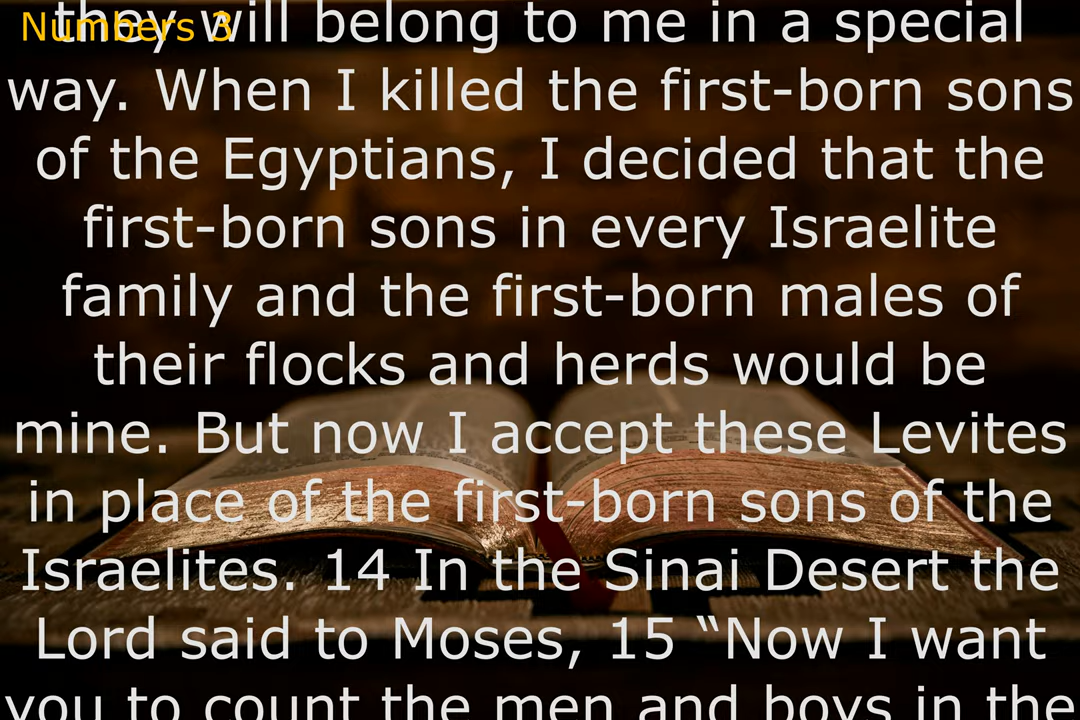 Numbers 3
they will belong to me in a special
way. When I killed the first-born sons
of the Egyptians, I decided that the
first-born sons in every Israelite
family and the first-born males of
their flocks and herds would be
mine. But now I accept these Levites
in place of the first-born sons of the
Israelites. 14 In the Sinai Desert the
Lord said to Moses, 15 “Now I want
you to count the men and boys in the